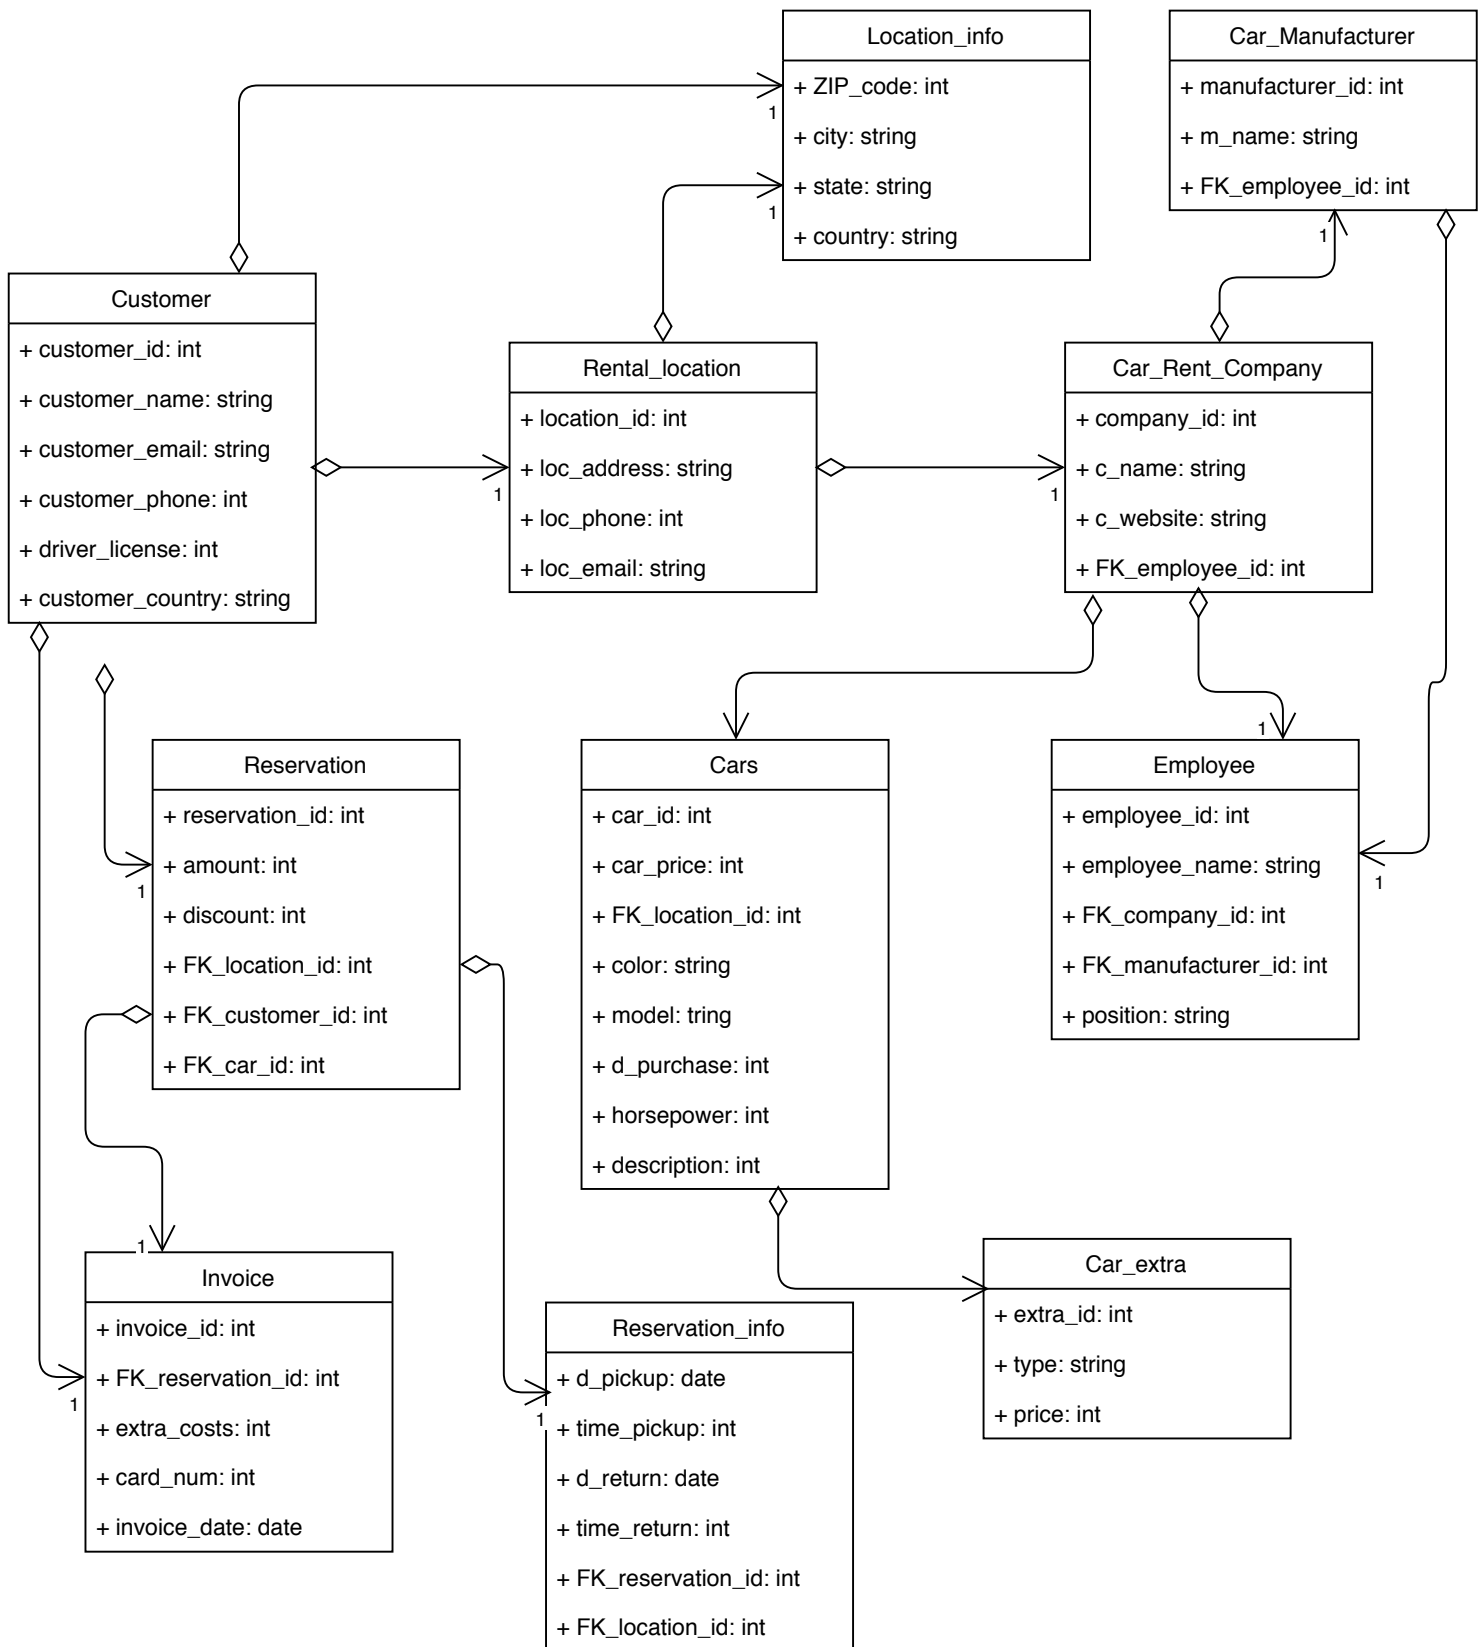 Location_info
+ ZIP_code: int
+ city: string
+ state: string
+ country: string
1
1
Car_Manufacturer
+ manufacturer_id: int
+ m_name: string
+ FK_employee_id: int
1
Customer
+ customer_id: int
+ customer_name: string
+ customer_email: string
+ customer_phone: int
+ driver_license: int
+ customer_country: string
Rental_location
+ location_id: int
+ loc_address: string
+ loc_phone: int
+ loc_email: string
1
Car_Rent_Company
+ company_id: int
+ c_name: string
+ c_website: string
+ FK_employee_id: int
1
Reservation
+ reservation_id: int
+ amount: int
+ discount: int
+ FK_location_id: int
+ FK_customer_id: int
+ FK_car_id: int
1
Cars
+ car_id: int
+ car_price: int
+ FK_location_id: int
+ color: string
+ model: tring
+ d_purchase: int
+ horsepower: int
+ description: int
1
Employee
+ employee_id: int
+ employee_name: string
+ FK_company_id: int
+ FK_manufacturer_id: int
+ position: string
1
1
Invoice
+ invoice_id: int
+ FK_reservation_id: int
+ extra_costs: int
+ card_num: int
+ invoice_date: date
1
Reservation_info
+ d_pickup: date
+ time_pickup: int
+ d_return: date
+ time_return: int
+ FK_reservation_id: int
+ FK_location_id: int
1
Car_extra
+ extra_id: int
+ type: string
+ price: int